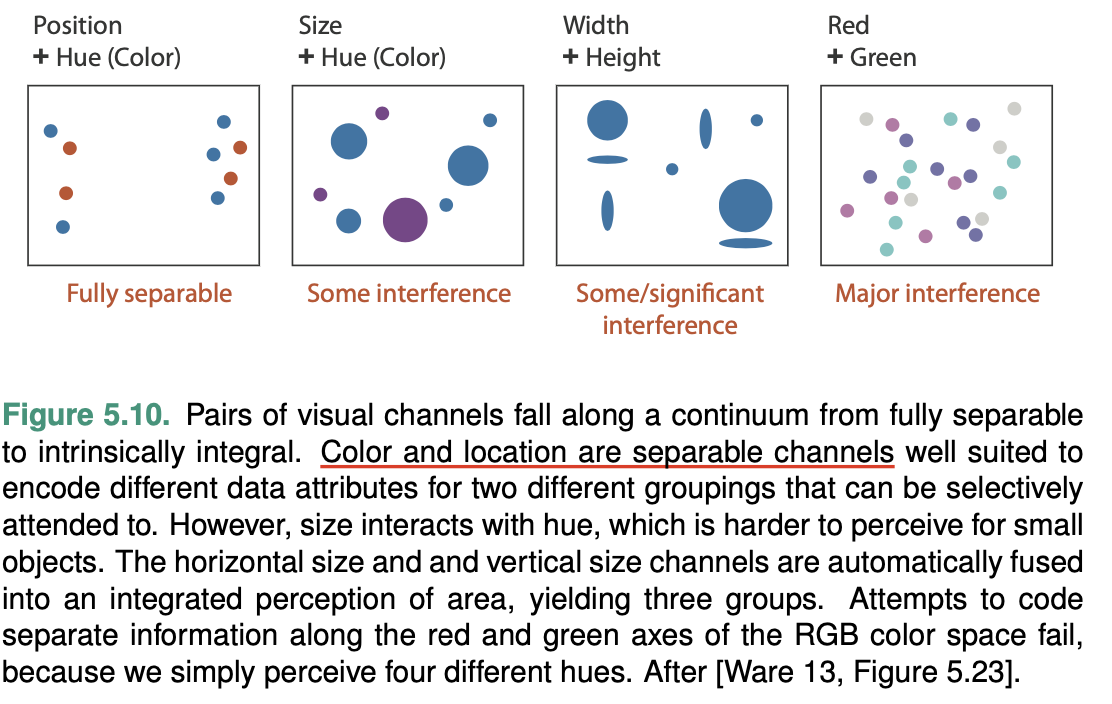 Position
+ Hue (Color)
Size
+ Hue (Color)
Width
+ Height
Red
+ Green
Fully separable
Some interference
Some/significant
interference
Major interference
Figure 5.10. Pairs of visual channels fall along a continuum from fully separable
to intrinsically integral. Color and location are separable channels well suited to
encode different data attributes for two different groupings that can be selectively
attended to. However, size interacts with hue, which is harder to perceive for small
objects. The horizontal size and and vertical size channels are automatically fused
into an integrated perception of area, yielding three groups. Attempts to code
separate information along the red and green axes of the RGB color space fail,
because we simply perceive four different hues. After [Ware 13, Figure 5.23].